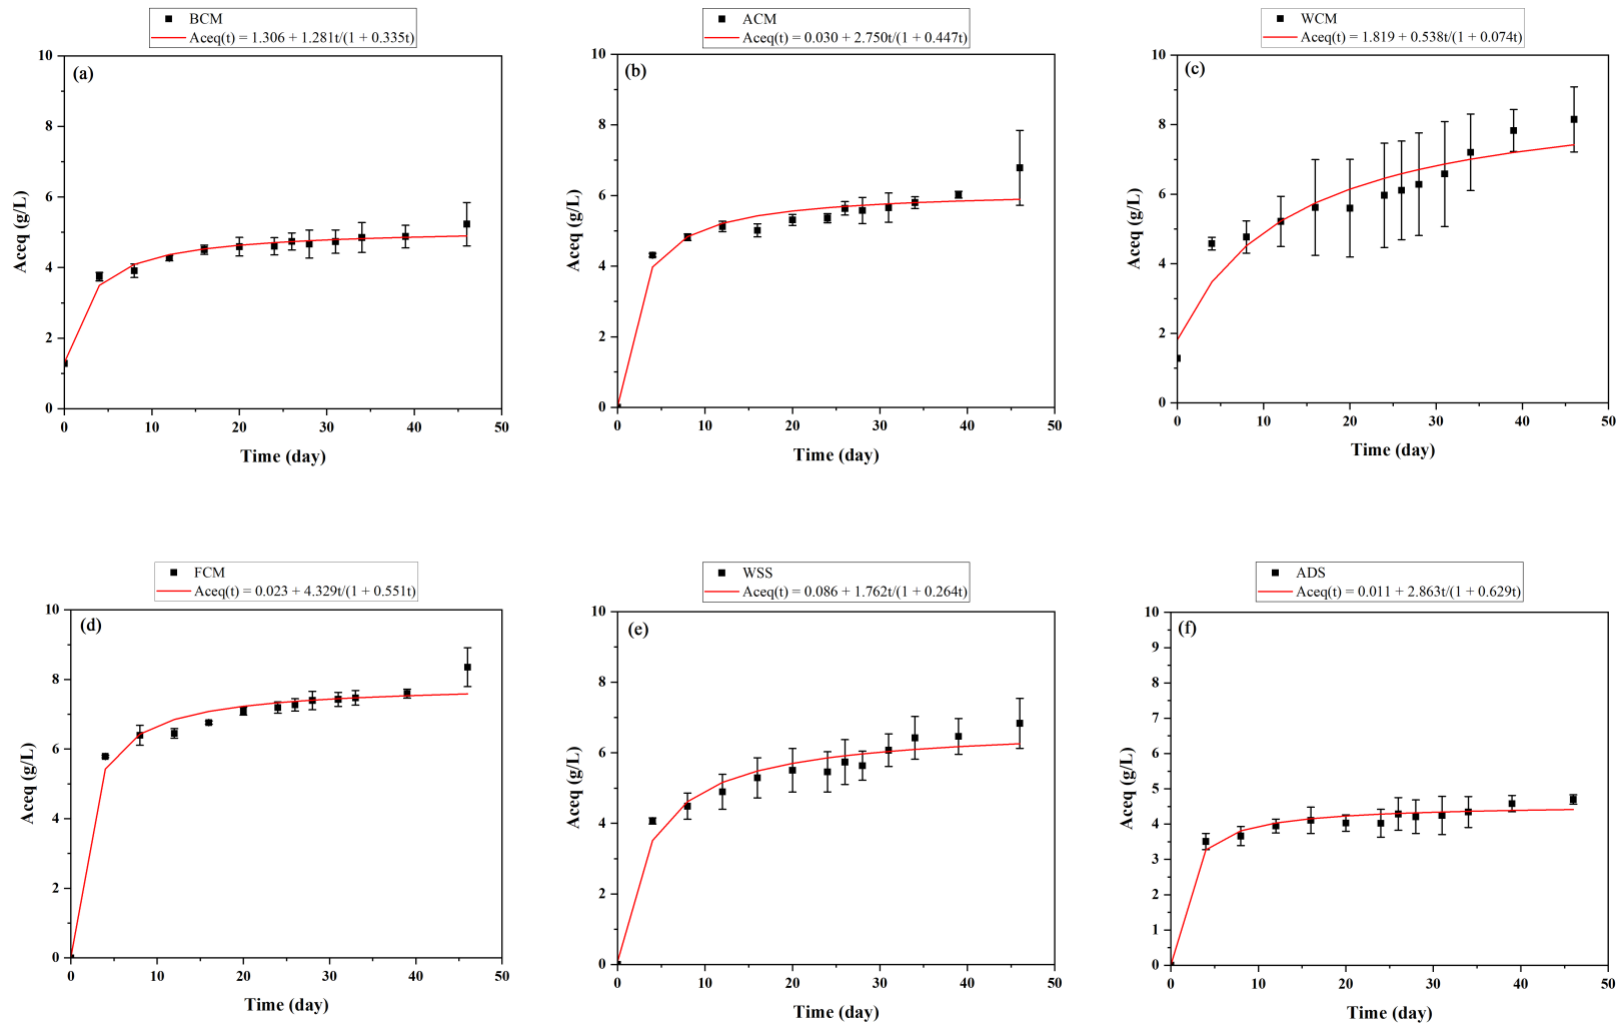 BCM
Aceq(t) = 1.306 + 1.281t/(1 + 0.335t)
(a)
10
8
6
4
2
0
Aceq (g/L)
0 10 20 30 40 50
Time (day)
ACM
Aceq(t) = 0.030 + 2.750t/(1 + 0.447t)
(b)
10
8
6
4
2
0
Aceq (g/L)
0 10 20 30 40 50
Time (day)
WCM
Aceq(t) = 1.819 + 0.538t/(1 + 0.074t)
(c)
10
8
6
4
2
0
Aceq (g/L)
0 10 20 30 40 50
Time (day)
FCM
Aceq(t) = 0.023 + 4.329t/(1 + 0.551t)
(d)
10
8
6
4
2
0
Aceq (g/L)
0 10 20 30 40 50
Time (day)
WSS
Aceq(t) = 0.086 + 1.762t/(1 + 0.264t)
(e)
10
8
6
4
2
0
Aceq (g/L)
0 10 20 30 40 50
Time (day)
ADS
Aceq(t) = 0.011 + 2.863t/(1 + 0.629t)
(f)
10
9
8
7
6
5
4
3
2
1
0
Aceq (g/L)
0 10 20 30 40 50
Time (day)